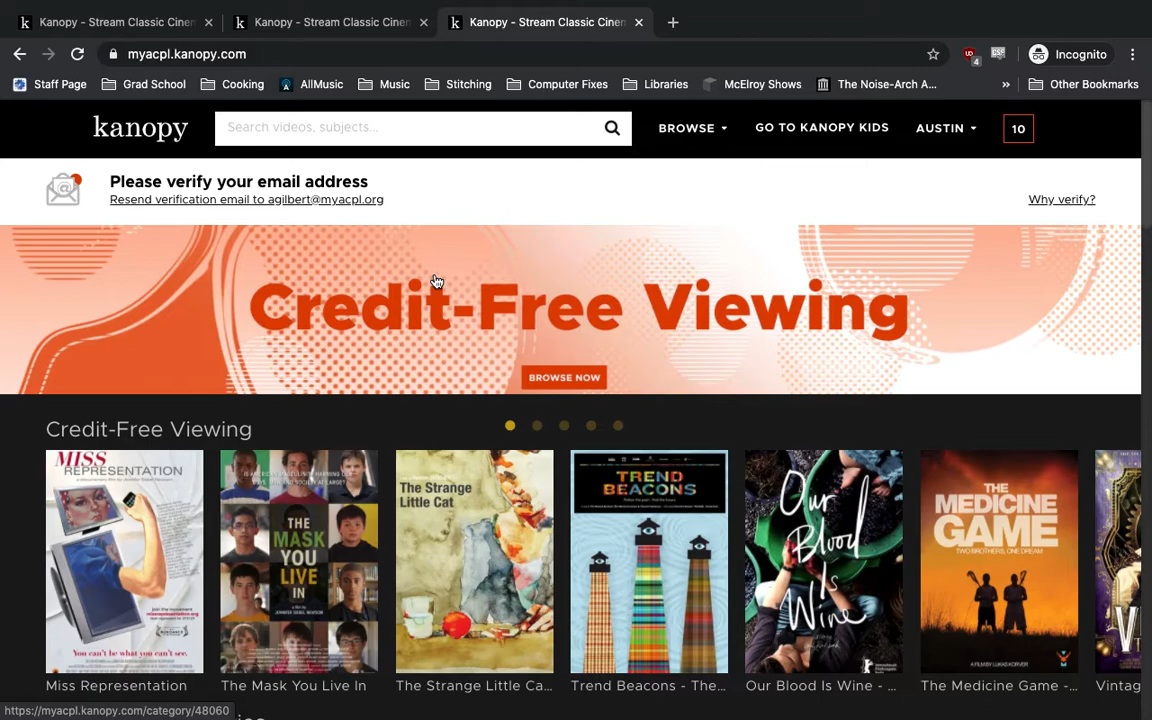 k Kanopy - Stream Classic Cinem
k Kanopy - Stream Classic Cinem
k Kanopy - Stream Classic Cinem
myacpl.kanopy.com
4
Incognito
Staff Page Grad School Cooking AllMusic Music Stitching Computer Fixes Libraries McElroy Shows The Noise-Arch A... » Other Bookmarks
kanopy
Search videos, subjects...
BROWSE
GO TO KANOPY KIDS
AUSTIN
10
Please verify your email address
Resend verification email to agilbert@myacpl.org
Why verify?
Credit-Free Viewing
BROWSE NOW
Credit-Free Viewing
MISS
REPRESENTATION
You can't be what you can't see.
THE
MASK
YOU
LIVE
IN
The Strange
Little Cat
TREND
BEACONS
Our
Blood
Is
Wine
THE
MEDICINE
GAME
TWO BROTHERS, ONE DREAM
A FILM BY LUKAS KORVER
Miss Representation
The Mask You Live In
The Strange Little Ca...
Trend Beacons - The...
Our Blood Is Wine - ...
The Medicine Game -...
Vintag
https://myacpl.kanopy.com/category/48060